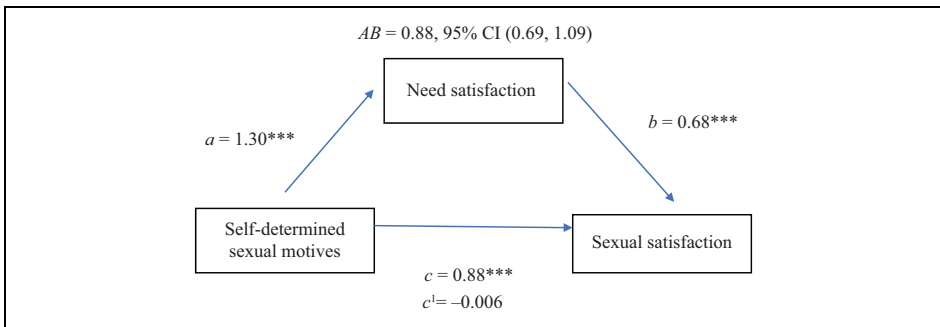 AB = 0.88, 95% CI (0.69, 1.09)
Need satisfaction
a = 1.30***
b = 0.68***
Self-determined
sexual motives
Sexual satisfaction
c = 0.88***
c¹= –0.006